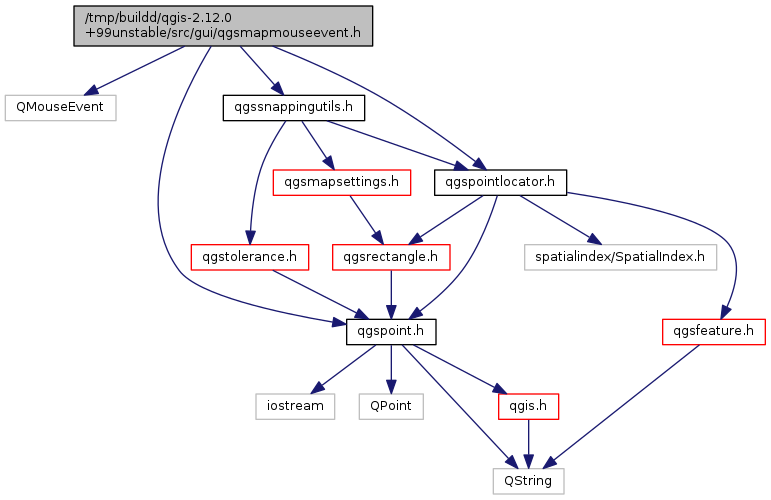 /tmp/buildd/qgis-2.12.0
+99unstable/src/gui/qgsmapmouseevent.h
QMouseEvent
qgssnappingutils.h
qgsmapsettings.h
qgspointlocator.h
qgstolerance.h
qgsrectangle.h
spatialindex/SpatialIndex.h
qgspoint.h
qgsfeature.h
iostream
QPoint
qgis.h
QString